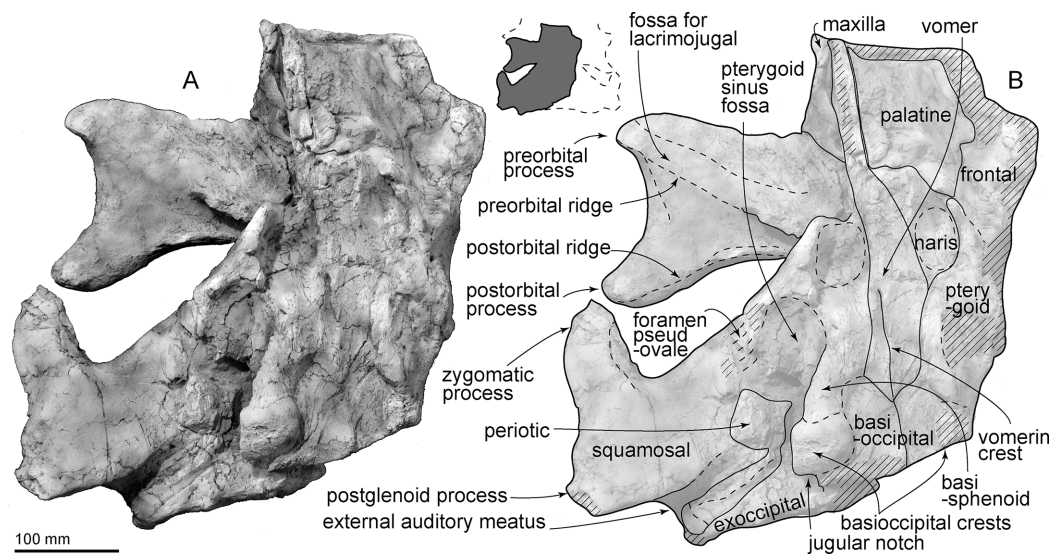 A
B
fossa for
lacrimojugal
maxilla
vomer
pterygoid
sinus
fossa
palatine
preorbital
process
frontal
preorbital ridge
naris
postorbital ridge
postorbital
process
ptery
-goid
foramen
pseud
-ovale
zygomatic
process
periotic
squamosal
basi
-occipital
vomerin
crest
basi
-sphenoid
postglenoid process
external auditory meatus
exoccipital
basioccipital crests
jugular notch
100 mm